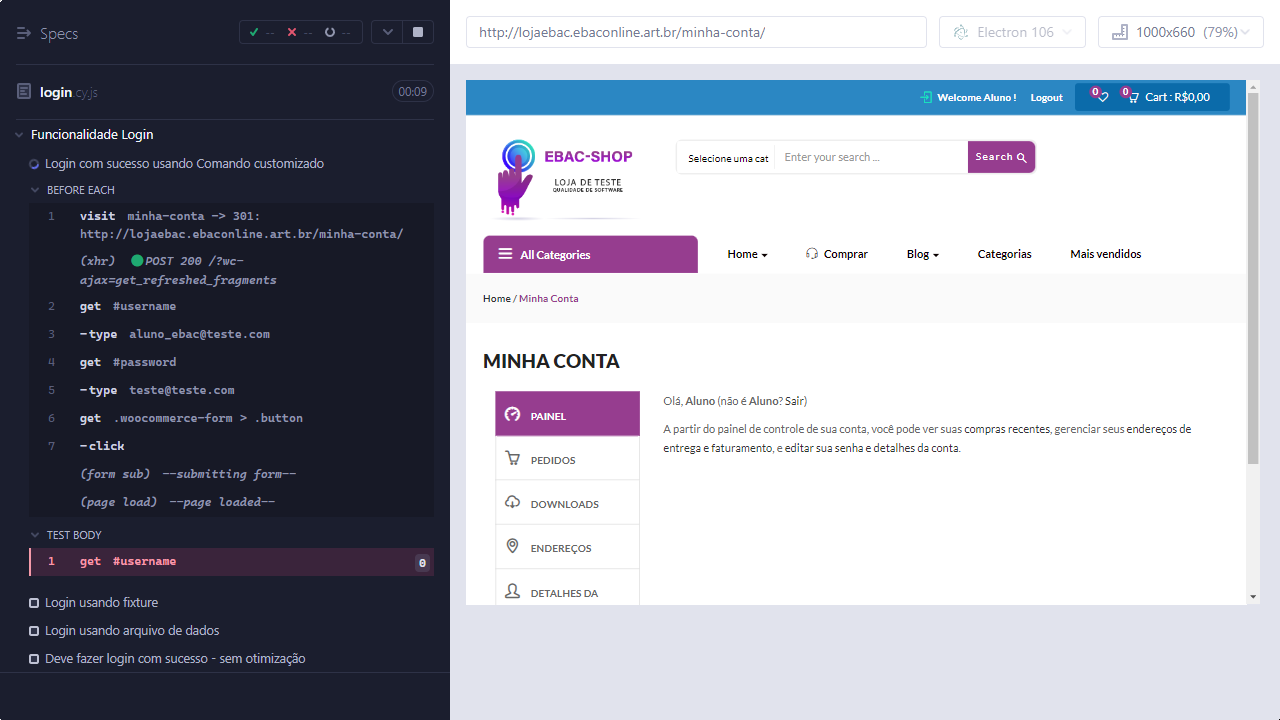 Specs
-- -- --
login.cy.js
00:09
Funcionalidade Login
Login com sucesso usando Comando customizado
BEFORE EACH
1 visit minha-conta -> 301:
http://lojaebac.ebaconline.art.br/minha-conta/
(xhr) POST 200 /?wc-
ajax=get_refreshed_fragments
2 get #username
3 -type aluno_ebac@teste.com
4 get #password
5 -type teste@teste.com
6 get .woocommerce-form > .button
7 -click
(form sub) --submitting form--
(page load) --page loaded--
TEST BODY
1 get #username 0
Login usando fixture
Login usando arquivo de dados
Deve fazer login com sucesso - sem otimização
http://lojaebac.ebaconline.art.br/minha-conta/
Electron 106
1000x660 (79%)
Welcome Aluno !
Logout
0
0
Cart : R$0,00
EBAC-SHOP
LOJA DE TESTE
QUALIDADE DE SOFTWARE
Selecione uma cat
Enter your search ...
Search
All Categories
Home
Comprar
Blog
Categorias
Mais vendidos
Home / Minha Conta
MINHA CONTA
PAINEL
PEDIDOS
DOWNLOADS
ENDEREÇOS
DETALHES DA
Olá, Aluno (não é Aluno? Sair)
A partir do painel de controle de sua conta, você pode ver suas compras recentes, gerenciar seus endereços de
entrega e faturamento, e editar sua senha e detalhes da conta.